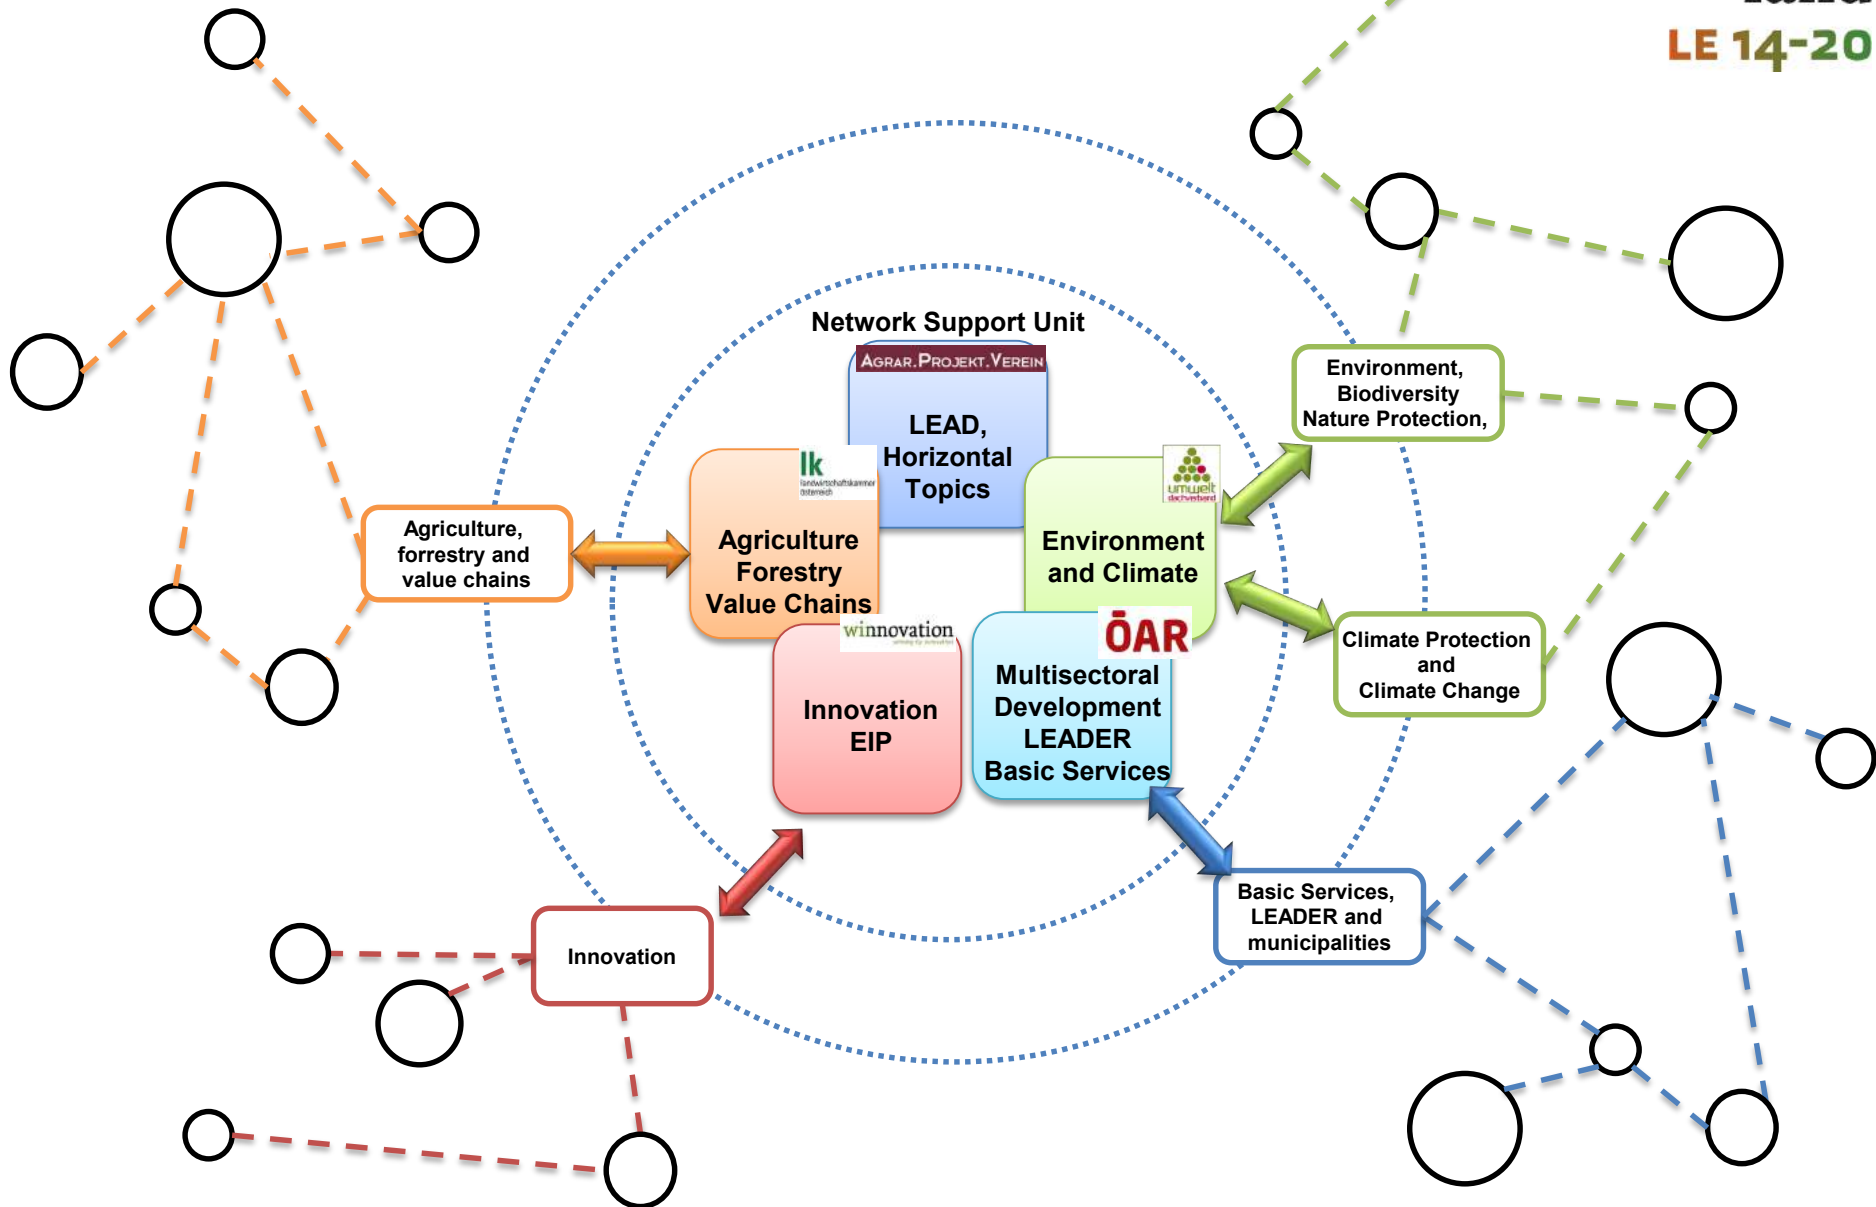 LE 14-20
Network Support Unit
AGRAR.PROJEKT.VEREIN
LEAD,
Horizontal
Topics
lk
landwirtschaftskammer
österreich
Agriculture
Forestry
Value Chains
umwelt
dachverband
Environment
and Climate
winnovation
Innovation
EIP
ÖAR
Multisectoral
Development
LEADER
Basic Services
Agriculture,
forrestry and
value chains
Environment,
Biodiversity
Nature Protection,
Climate Protection
and
Climate Change
Basic Services,
LEADER and
municipalities
Innovation